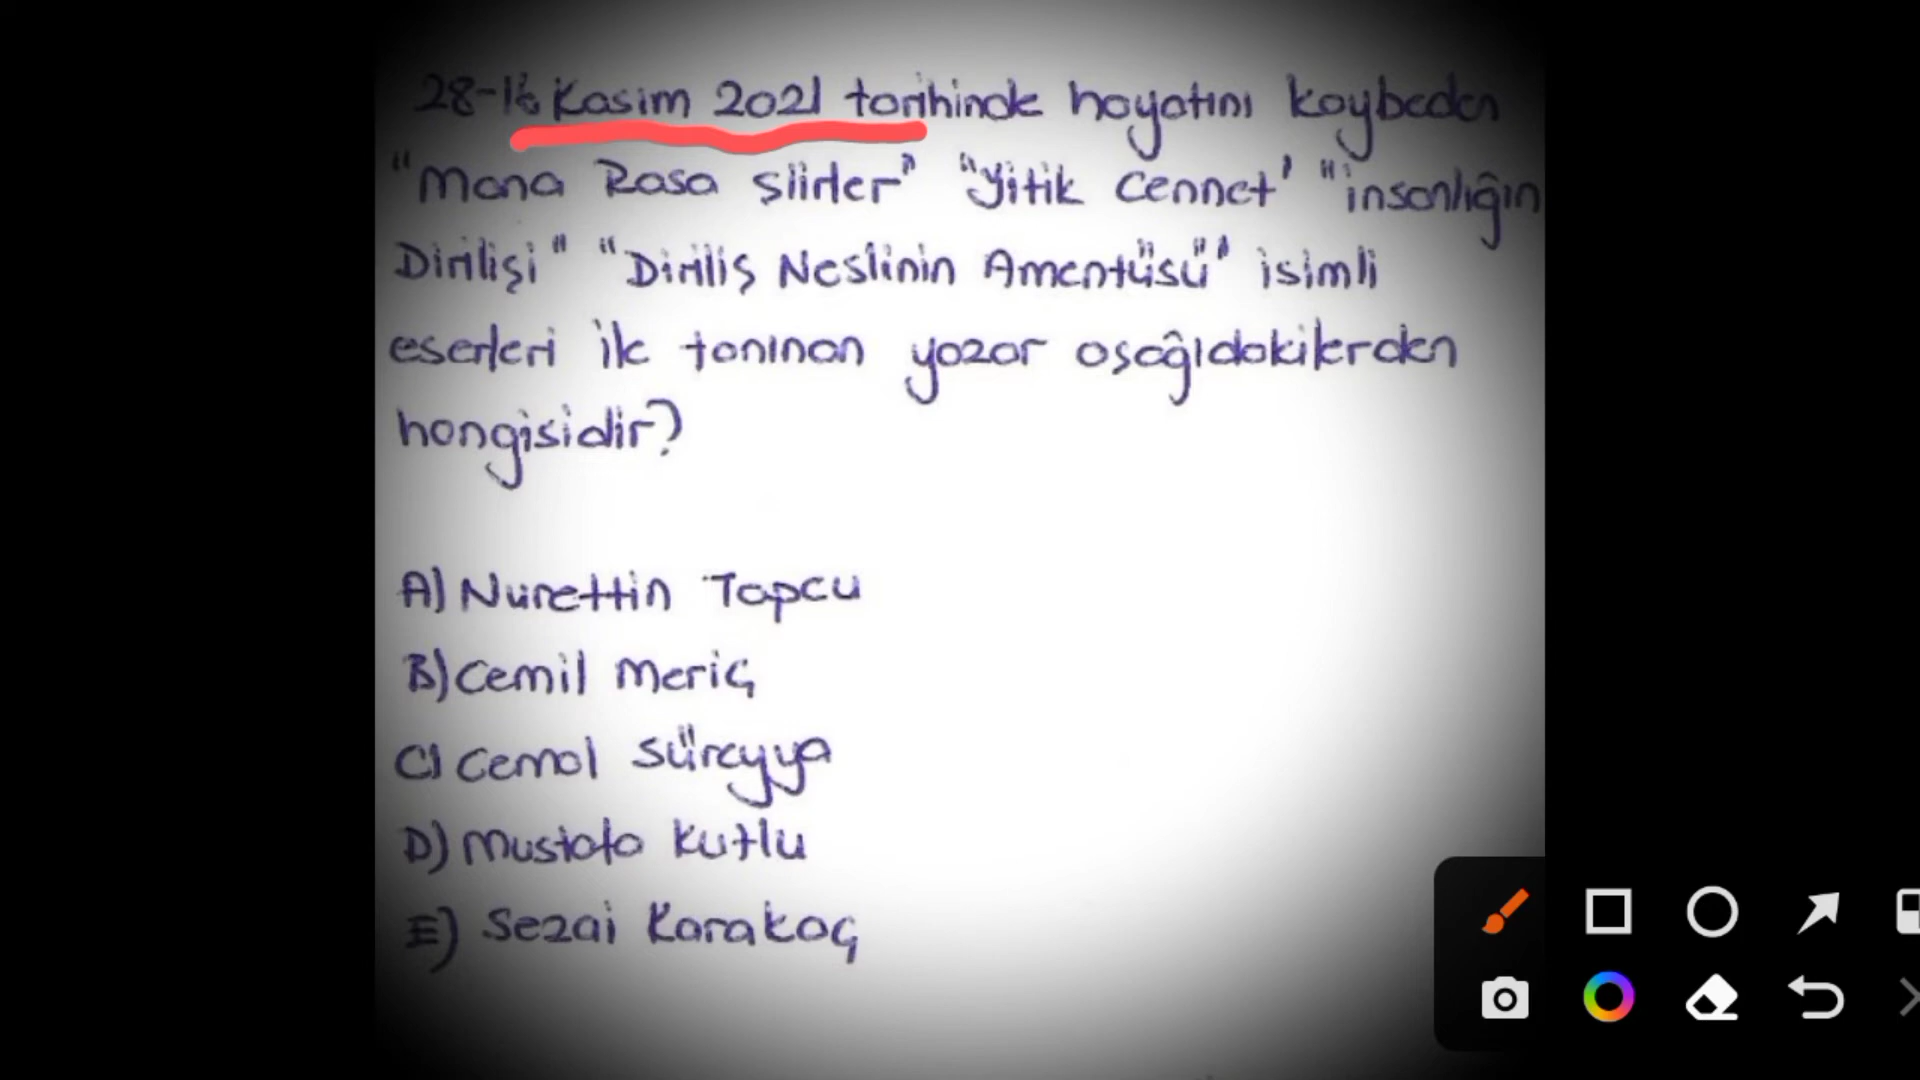 28-16 Kasım 2021 tarihinde hayatını kaybeden
"Mona Rosa Şiirler" "Yitik Cennet" "insanlığın
Dirilişi" "Diriliş Neslinin Amentüsü" isimli
eserleri ile tanınan yazar aşağıdakilerden
hangisidir?
A) Nurettin Topcu
B) Cemil Meriç
C) Cemal Süreyya
D) Mustafa Kutlu
E) Sezai Karakoç